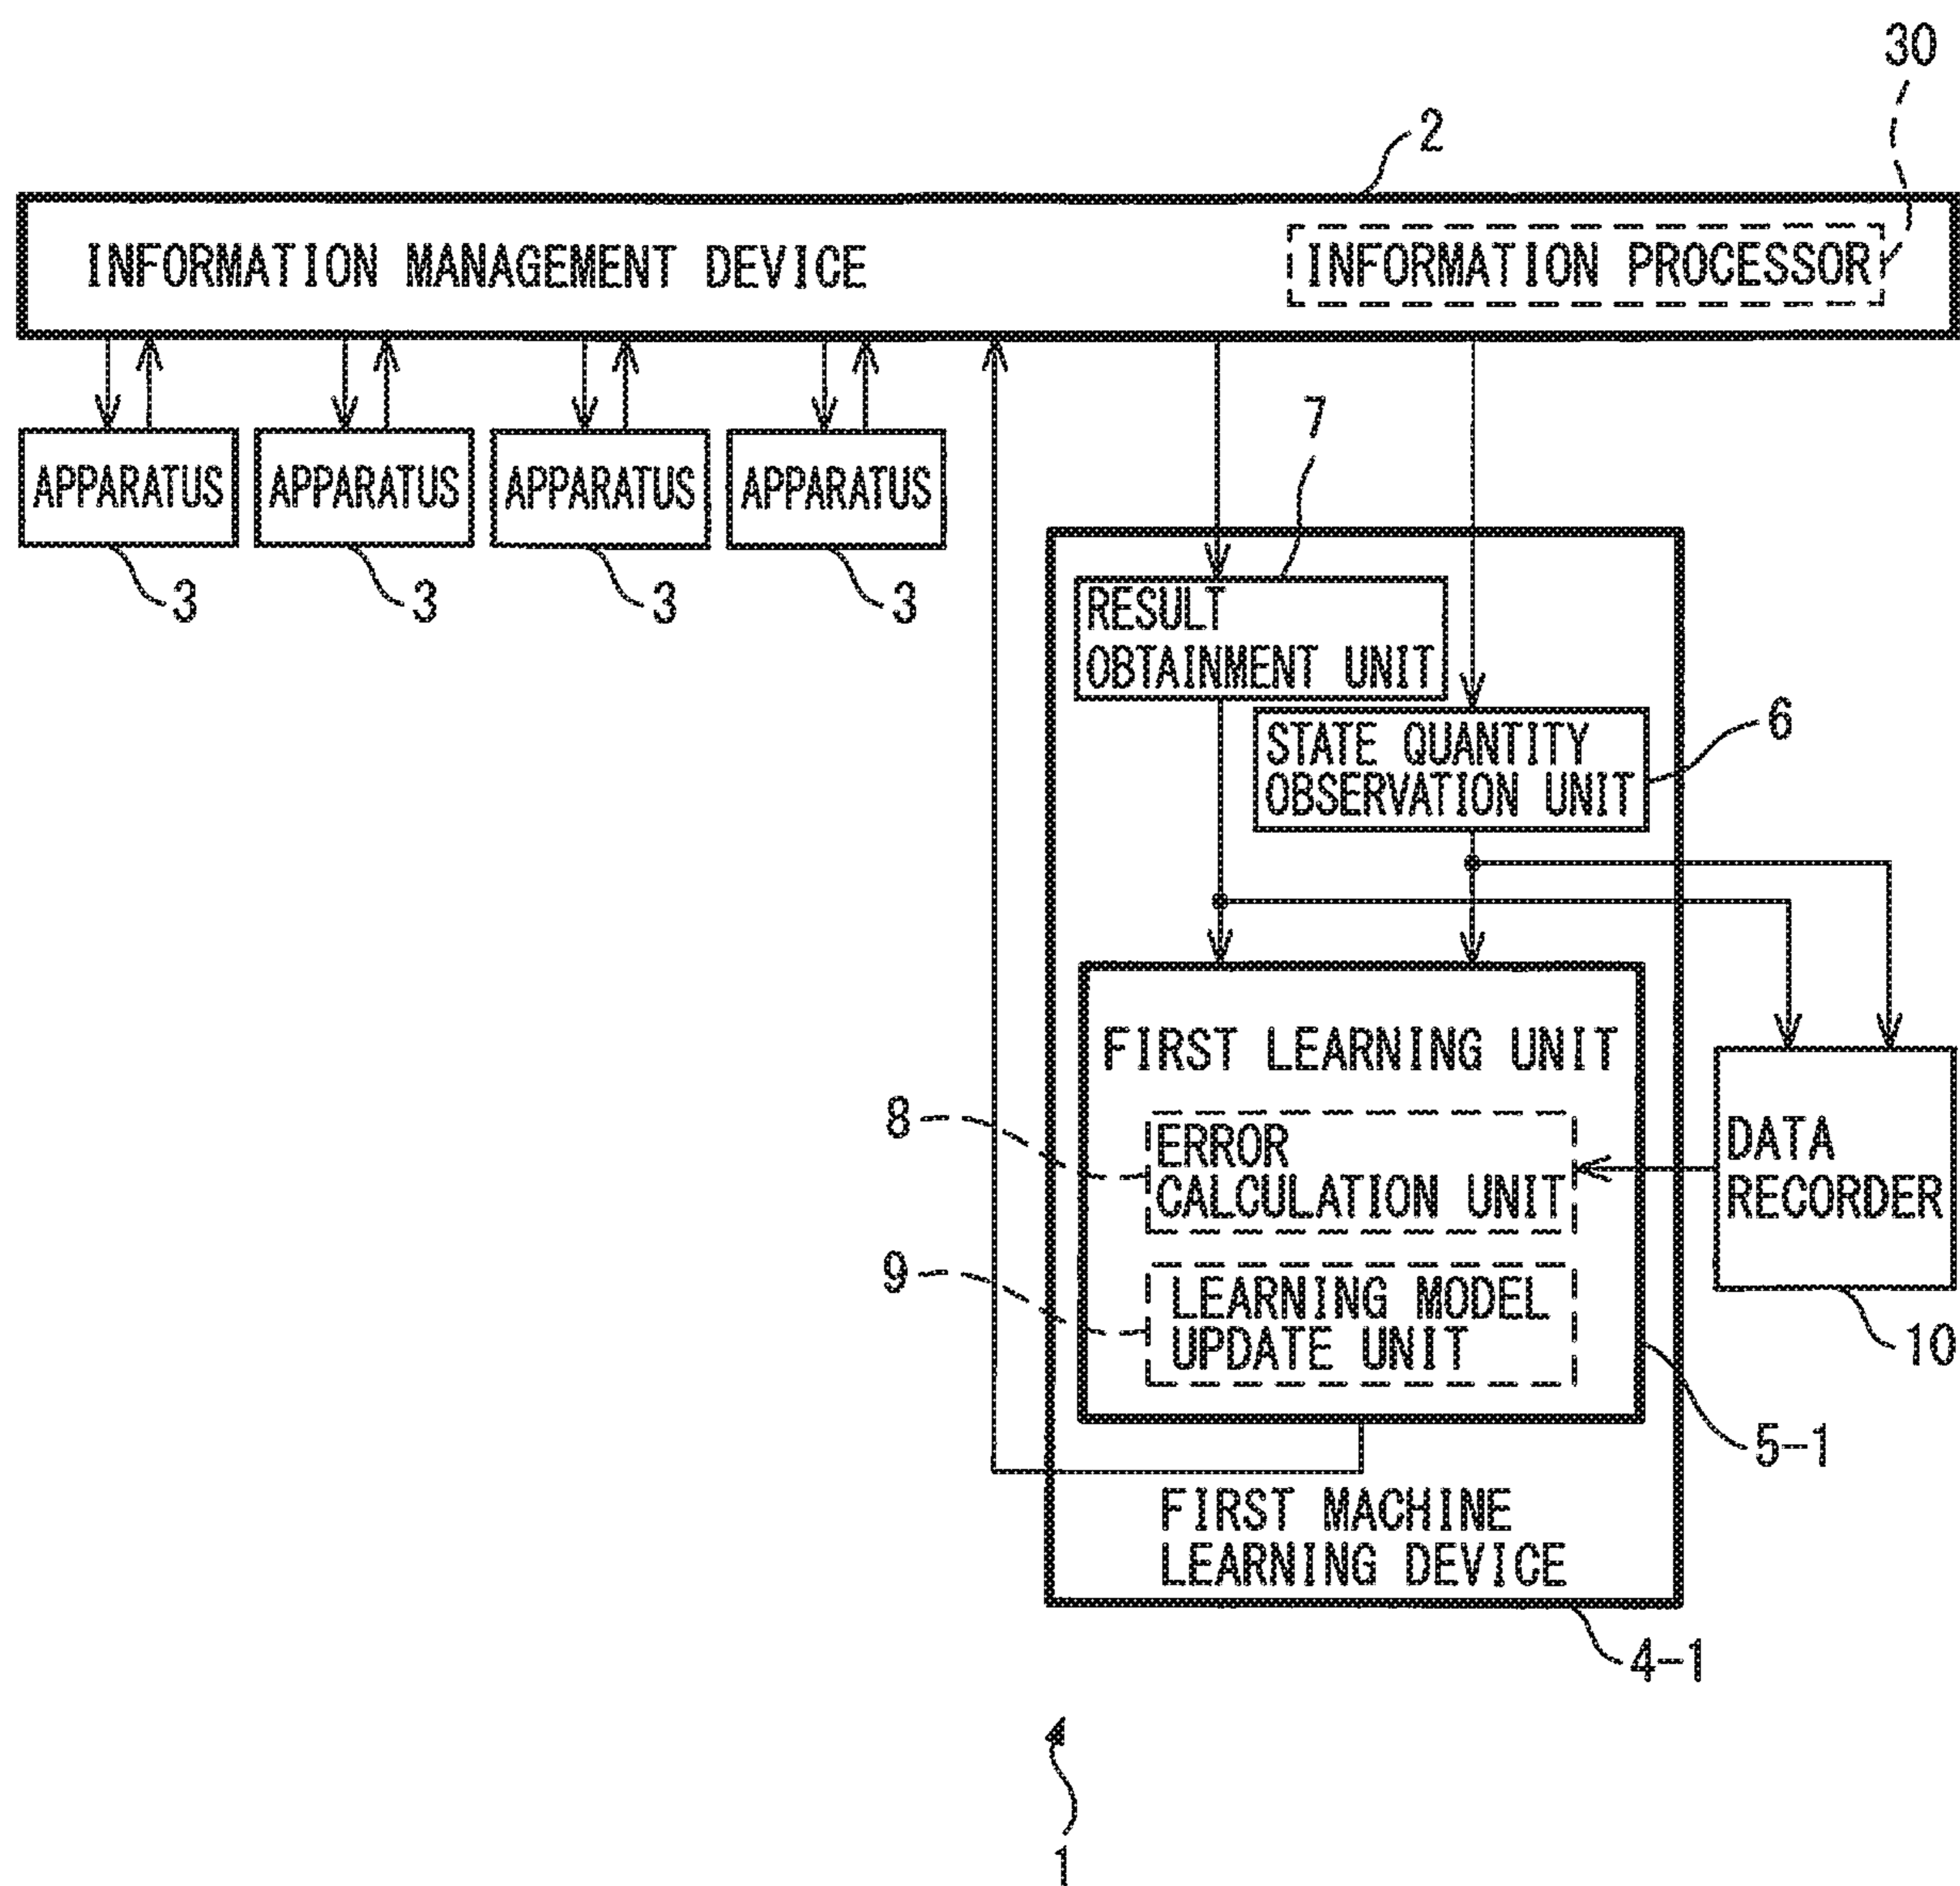 30
2
INFORMATION MANAGEMENT DEVICE
INFORMATION PROCESSOR
APPARATUS
APPARATUS
APPARATUS
APPARATUS
3
3
3
3
7
RESULT
OBTAINMENT UNIT
STATE QUANTITY
OBSERVATION UNIT
6
FIRST LEARNING UNIT
8
ERROR
CALCULATION UNIT
DATA
RECORDER
9
LEARNING MODEL
UPDATE UNIT
10
5-1
FIRST MACHINE
LEARNING DEVICE
4-1
1